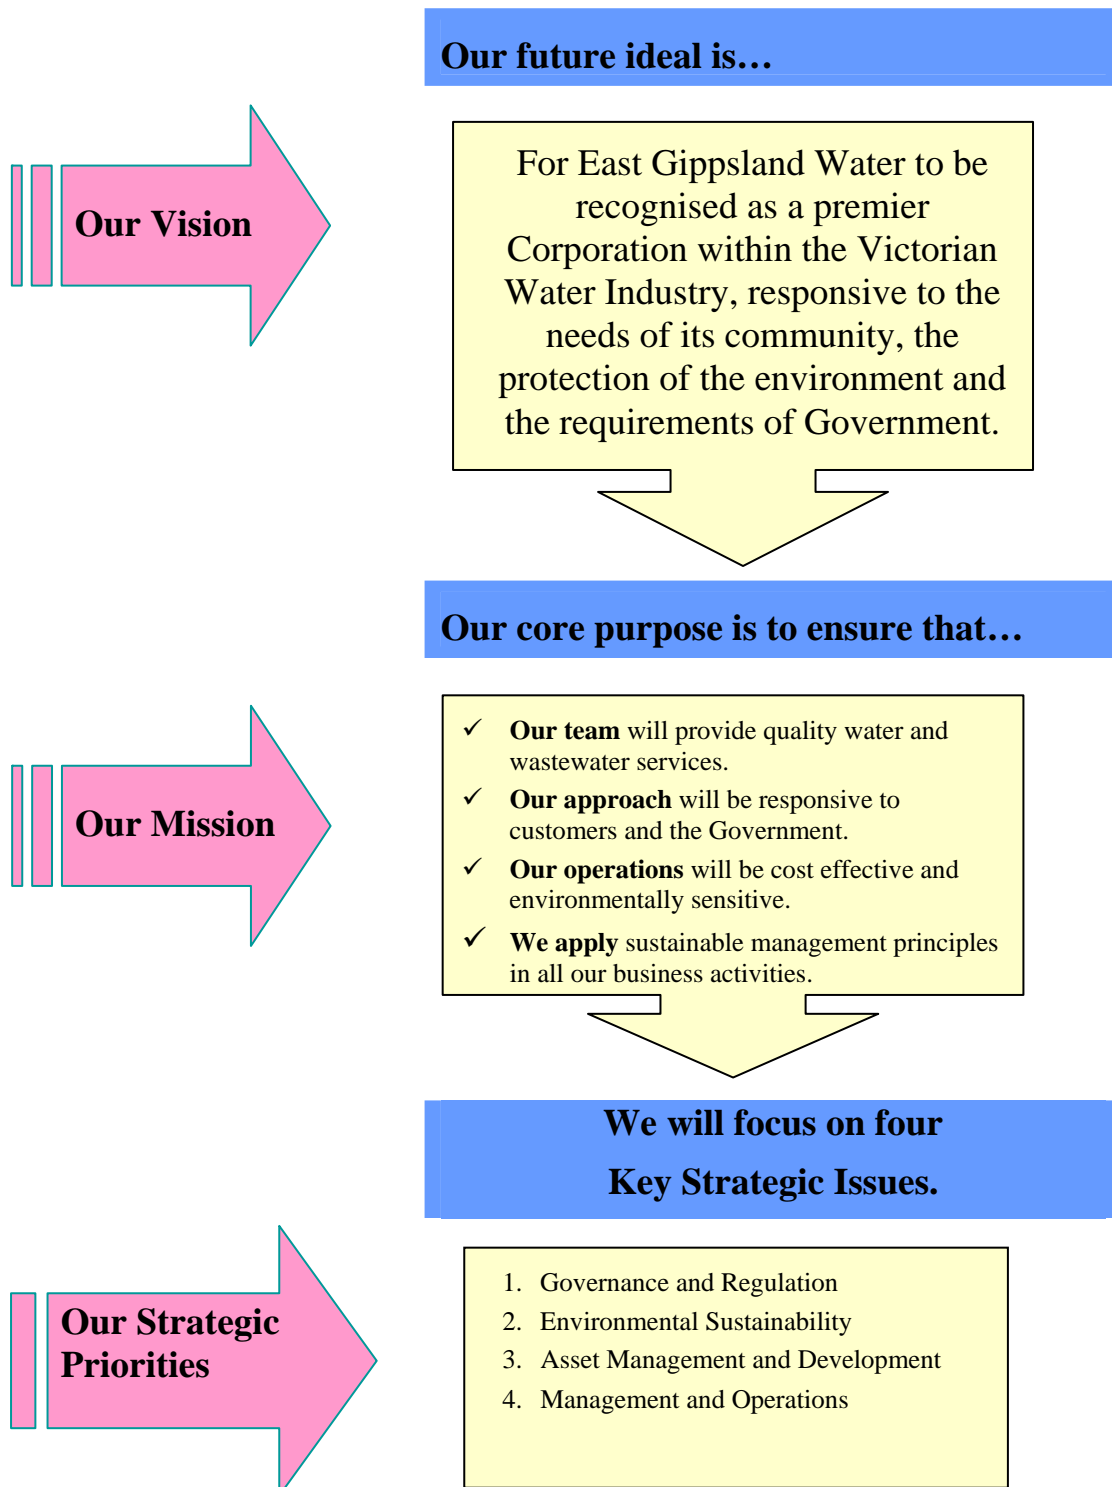 Our future ideal is…
Our Vision
For East Gippsland Water to be
recognised as a premier
Corporation within the Victorian
Water Industry, responsive to the
needs of its community, the
protection of the environment and
the requirements of Government.
Our core purpose is to ensure that…
Our Mission
✓ Our team will provide quality water and
wastewater services.
✓ Our approach will be responsive to
customers and the Government.
✓ Our operations will be cost effective and
environmentally sensitive.
✓ We apply sustainable management principles
in all our business activities.
We will focus on four
Key Strategic Issues.
Our Strategic
Priorities
1. Governance and Regulation
2. Environmental Sustainability
3. Asset Management and Development
4. Management and Operations